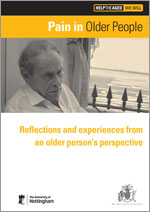 HELP THE AGED WE WILL
Pain in Older People
Reflections and experiences from
an older person's perspective
The University of
Nottingham